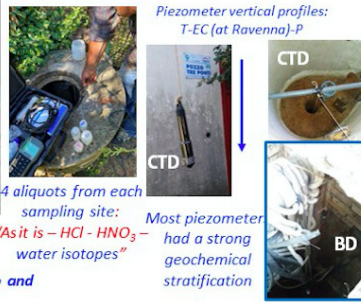 Piezometer vertical profiles:
T-EC (at Ravenna)-P
CTD
CTD
BD
4 aliquots from each
sampling site:
"As it is – HCl - HNO3 –
water isotopes"
and
Most piezometer
had a strong
geochemical
stratification